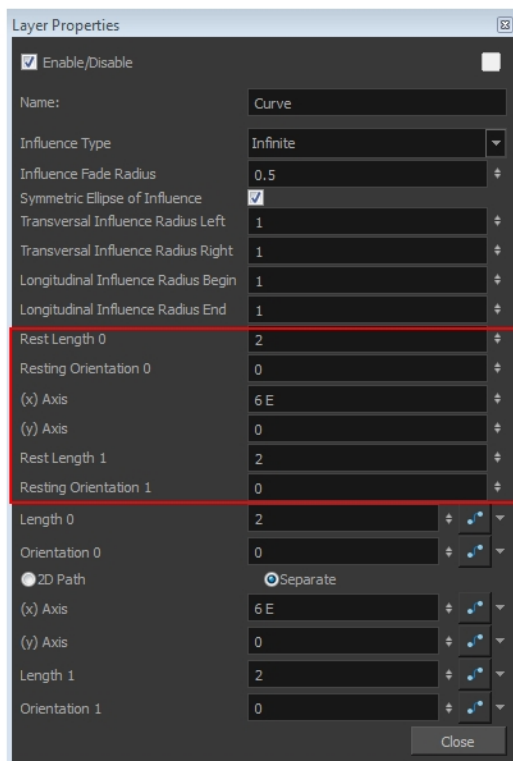 Layer Properties
Enable/Disable
Name: Curve
Influence Type Infinite
Influence Fade Radius 0.5
Symmetric Ellipse of Influence
Transversal Influence Radius Left 1
Transversal Influence Radius Right 1
Longitudinal Influence Radius Begin 1
Longitudinal Influence Radius End 1
Rest Length 0 2
Resting Orientation 0 0
(x) Axis 6 E
(y) Axis 0
Rest Length 1 2
Resting Orientation 1 0
Length 0 2
Orientation 0 0
2D Path Separate
(x) Axis 6 E
(y) Axis 0
Length 1 2
Orientation 1 0
Close